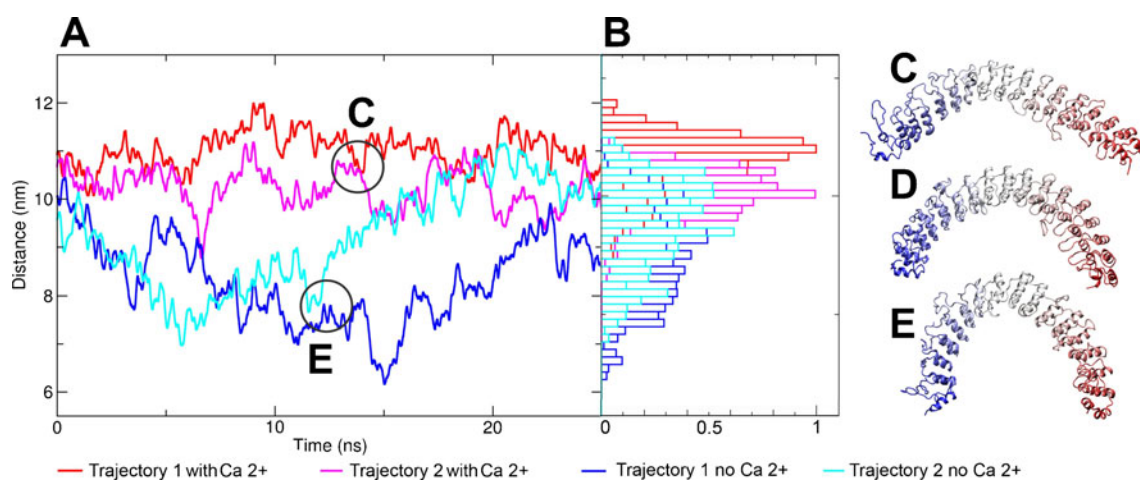 A
B
C
D
E
Distance (nm)
12
10
8
6
C
E
0
10
20
Time (ns)
0
0.5
1
Trajectory 1 with Ca 2+
Trajectory 2 with Ca 2+
Trajectory 1 no Ca 2+
Trajectory 2 no Ca 2+